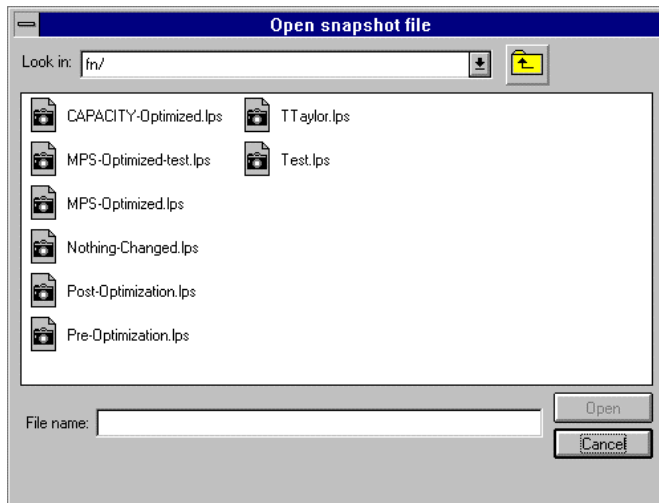 Open snapshot file
Look in: fn/
CAPACITY-Optimized.lps
MPS-Optimized-test.lps
MPS-Optimized.lps
Nothing-Changed.lps
Post-Optimization.lps
Pre-Optimization.lps
TTaylor.lps
Test.lps
File name:
Open
Cancel